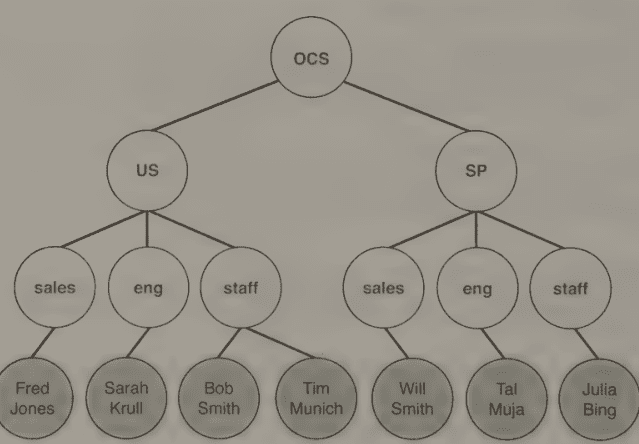 OCS
US
SP
sales
eng
staff
sales
eng
staff
Fred
Jones
Sarah
Krull
Bob
Smith
Tim
Munich
Will
Smith
Tal
Muja
Julia
Bing